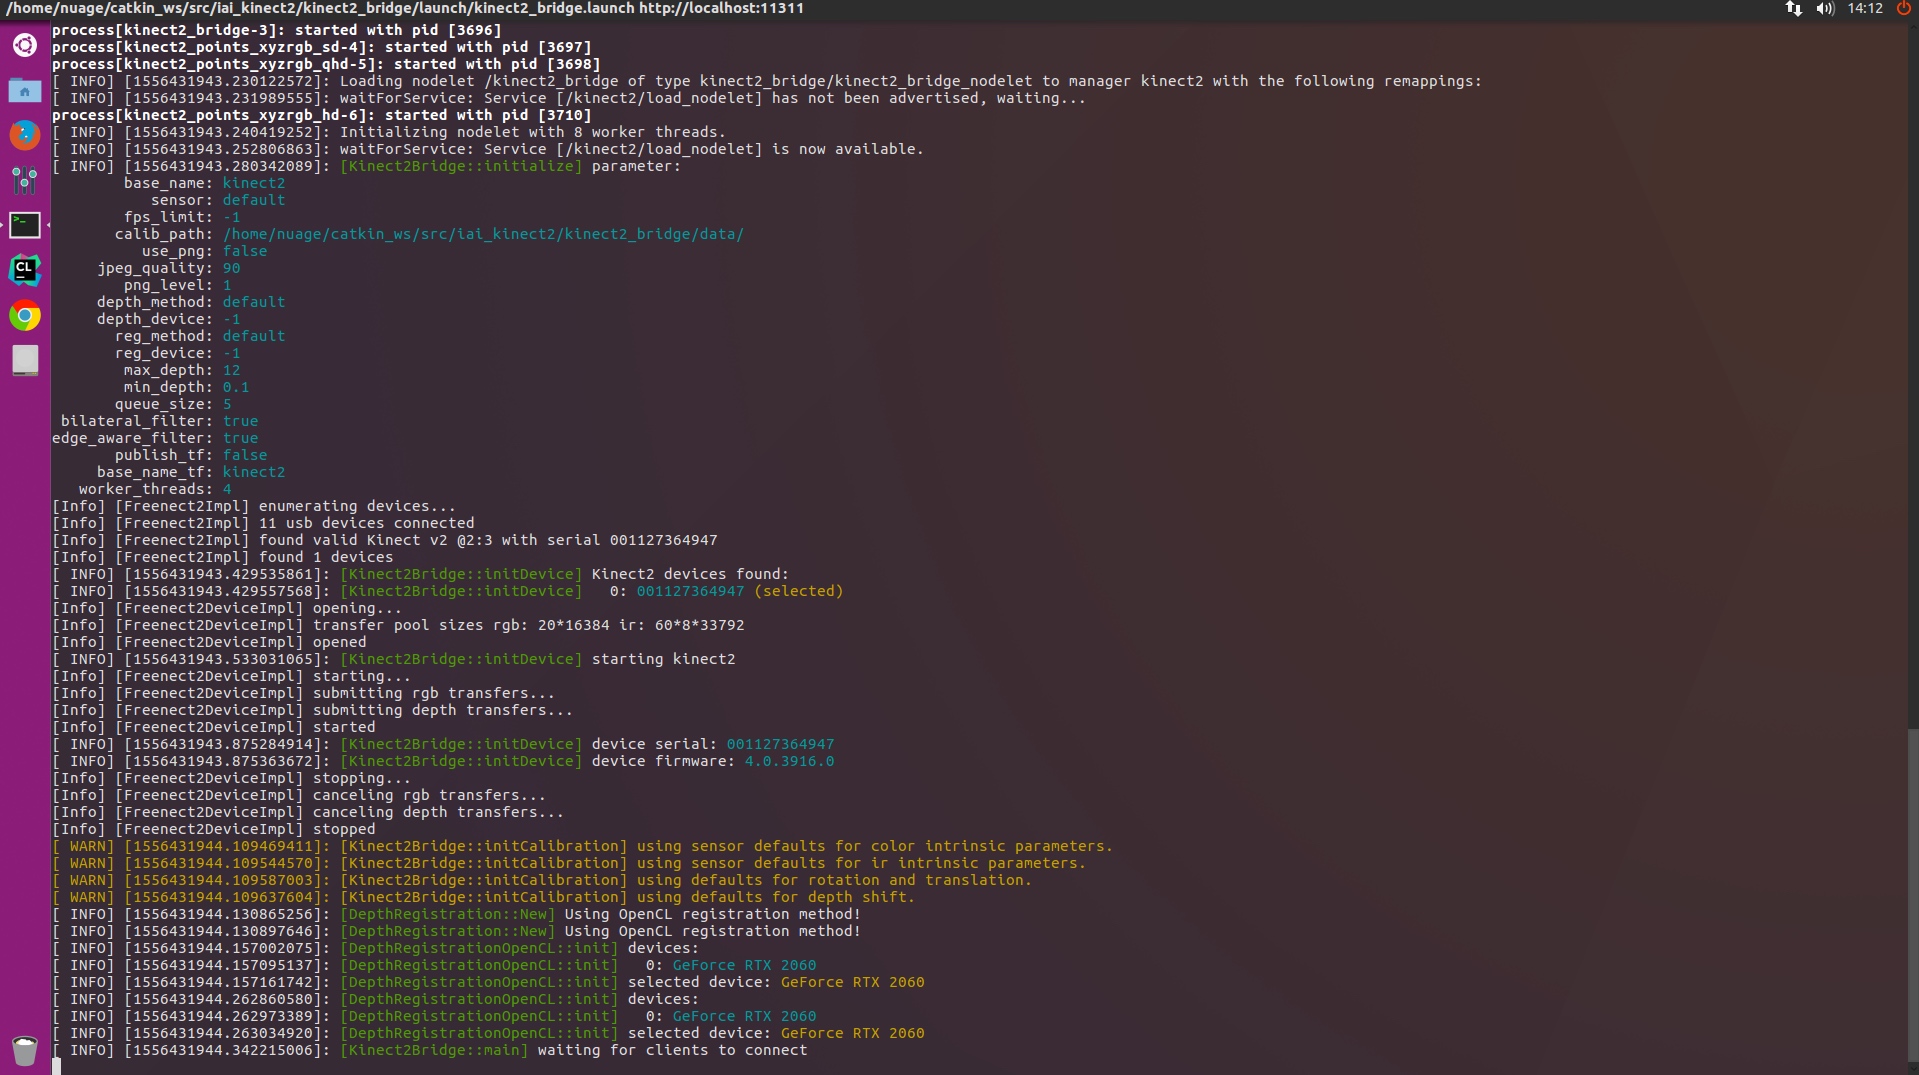 /home/nuage/catkin_ws/src/iai_kinect2/kinect2_bridge/launch/kinect2_bridge.launch http://localhost:11311
14:12
process[kinect2_bridge-3]: started with pid [3696]
process[kinect2_points_xyzrgb_sd-4]: started with pid [3697]
process[kinect2_points_xyzrgb_qhd-5]: started with pid [3698]
[ INFO] [1556431943.230122572]: Loading nodelet /kinect2_bridge of type kinect2_bridge/kinect2_bridge_nodelet to manager kinect2 with the following remappings:
[ INFO] [1556431943.231989555]: waitForService: Service [/kinect2/load_nodelet] has not been advertised, waiting...
process[kinect2_points_xyzrgb_hd-6]: started with pid [3710]
[ INFO] [1556431943.240419252]: Initializing nodelet with 8 worker threads.
[ INFO] [1556431943.252806863]: waitForService: Service [/kinect2/load_nodelet] is now available.
[ INFO] [1556431943.280342089]: [Kinect2Bridge::initialize] parameter:
base_name: kinect2
sensor: default
fps_limit: -1
calib_path: /home/nuage/catkin_ws/src/iai_kinect2/kinect2_bridge/data/
use_png: false
jpeg_quality: 90
png_level: 1
depth_method: default
depth_device: -1
reg_method: default
reg_device: -1
max_depth: 12
min_depth: 0.1
queue_size: 5
bilateral_filter: true
edge_aware_filter: true
publish_tf: false
base_name_tf: kinect2
worker_threads: 4
[Info] [Freenect2Impl] enumerating devices...
[Info] [Freenect2Impl] 11 usb devices connected
[Info] [Freenect2Impl] found valid Kinect v2 @2:3 with serial 001127364947
[Info] [Freenect2Impl] found 1 devices
[ INFO] [1556431943.429535861]: [Kinect2Bridge::initDevice] Kinect2 devices found:
[ INFO] [1556431943.429557568]: [Kinect2Bridge::initDevice]   0: 001127364947 (selected)
[Info] [Freenect2DeviceImpl] opening...
[Info] [Freenect2DeviceImpl] transfer pool sizes rgb: 20*16384 ir: 60*8*33792
[Info] [Freenect2DeviceImpl] opened
[ INFO] [1556431943.533031065]: [Kinect2Bridge::initDevice] starting kinect2
[Info] [Freenect2DeviceImpl] starting...
[Info] [Freenect2DeviceImpl] submitting rgb transfers...
[Info] [Freenect2DeviceImpl] submitting depth transfers...
[Info] [Freenect2DeviceImpl] started
[ INFO] [1556431943.875284914]: [Kinect2Bridge::initDevice] device serial: 001127364947
[ INFO] [1556431943.875363672]: [Kinect2Bridge::initDevice] device firmware: 4.0.3916.0
[Info] [Freenect2DeviceImpl] stopping...
[Info] [Freenect2DeviceImpl] canceling rgb transfers...
[Info] [Freenect2DeviceImpl] canceling depth transfers...
[Info] [Freenect2DeviceImpl] stopped
[ WARN] [1556431944.109469411]: [Kinect2Bridge::initCalibration] using sensor defaults for color intrinsic parameters.
[ WARN] [1556431944.109544570]: [Kinect2Bridge::initCalibration] using sensor defaults for ir intrinsic parameters.
[ WARN] [1556431944.109587003]: [Kinect2Bridge::initCalibration] using defaults for rotation and translation.
[ WARN] [1556431944.109637604]: [Kinect2Bridge::initCalibration] using defaults for depth shift.
[ INFO] [1556431944.130865256]: [DepthRegistration::New] Using OpenCL registration method!
[ INFO] [1556431944.130897646]: [DepthRegistration::New] Using OpenCL registration method!
[ INFO] [1556431944.157002075]: [DepthRegistrationOpenCL::init] devices:
[ INFO] [1556431944.157095137]: [DepthRegistrationOpenCL::init]   0: GeForce RTX 2060
[ INFO] [1556431944.157161742]: [DepthRegistrationOpenCL::init] selected device: GeForce RTX 2060
[ INFO] [1556431944.262860580]: [DepthRegistrationOpenCL::init] devices:
[ INFO] [1556431944.262973389]: [DepthRegistrationOpenCL::init]   0: GeForce RTX 2060
[ INFO] [1556431944.263034920]: [DepthRegistrationOpenCL::init] selected device: GeForce RTX 2060
[ INFO] [1556431944.342215006]: [Kinect2Bridge::main] waiting for clients to connect
CL